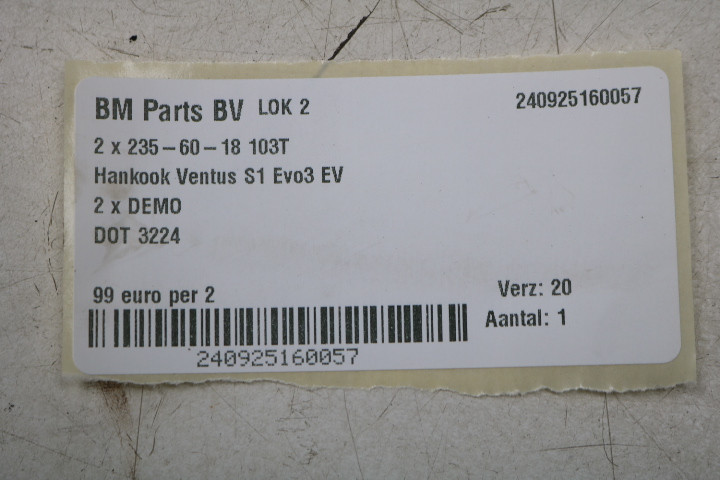 BM Parts BV LOK 2 240925160057
2 x 235-60-18 103T
Hankook Ventus S1 Evo3 EV
2 x DEMO
DOT 3224
99 euro per 2 Verz: 20
Aantal: 1
240925160057